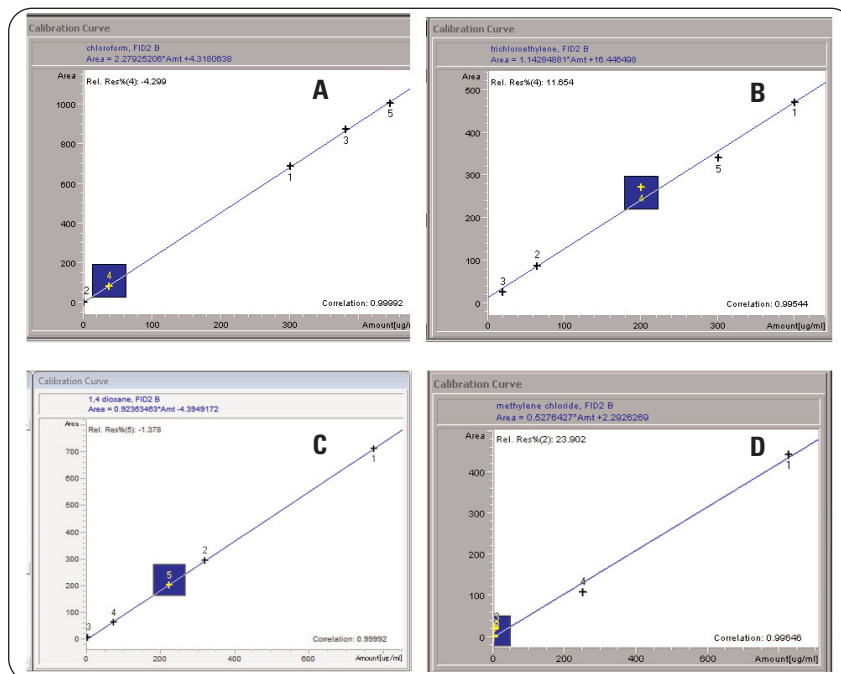 Calibration Curve
chloroform, FID2 B
Area = 2.27925206*Amt +4.3180638
Area
Rel. Res%(4): -4.299
A
1000
800
600
400
200
0
5
3
1
4
2
Correlation: 0.99992
0
100
300
Amount[ug/ml]
Calibration Curve
trichloroethylene, FID2 B
Area = 1.14284881*Amt +16.446498
Area
Rel. Res%(4): 11.654
B
500
400
300
200
100
0
1
5
4
2
3
Correlation: 0.99544
0
100
200
300
Amount[ug/ml]
Calibration Curve
1,4 dioxane, FID2 B
Area = 0.92363463*Amt -4.3949172
Area
Rel. Res%(5): -1.378
C
700
600
500
400
300
200
100
0
1
2
5
4
3
Correlation: 0.99992
0
200
400
600
Amount[ug/ml]
Calibration Curve
methylene chloride, FID2 B
Area = 0.5276427*Amt +2.2926269
Area
Rel. Res%(2): 23.902
D
400
300
200
100
0
1
4
Correlation: 0.99646
0
200
400
600
Amount[ug/ml]